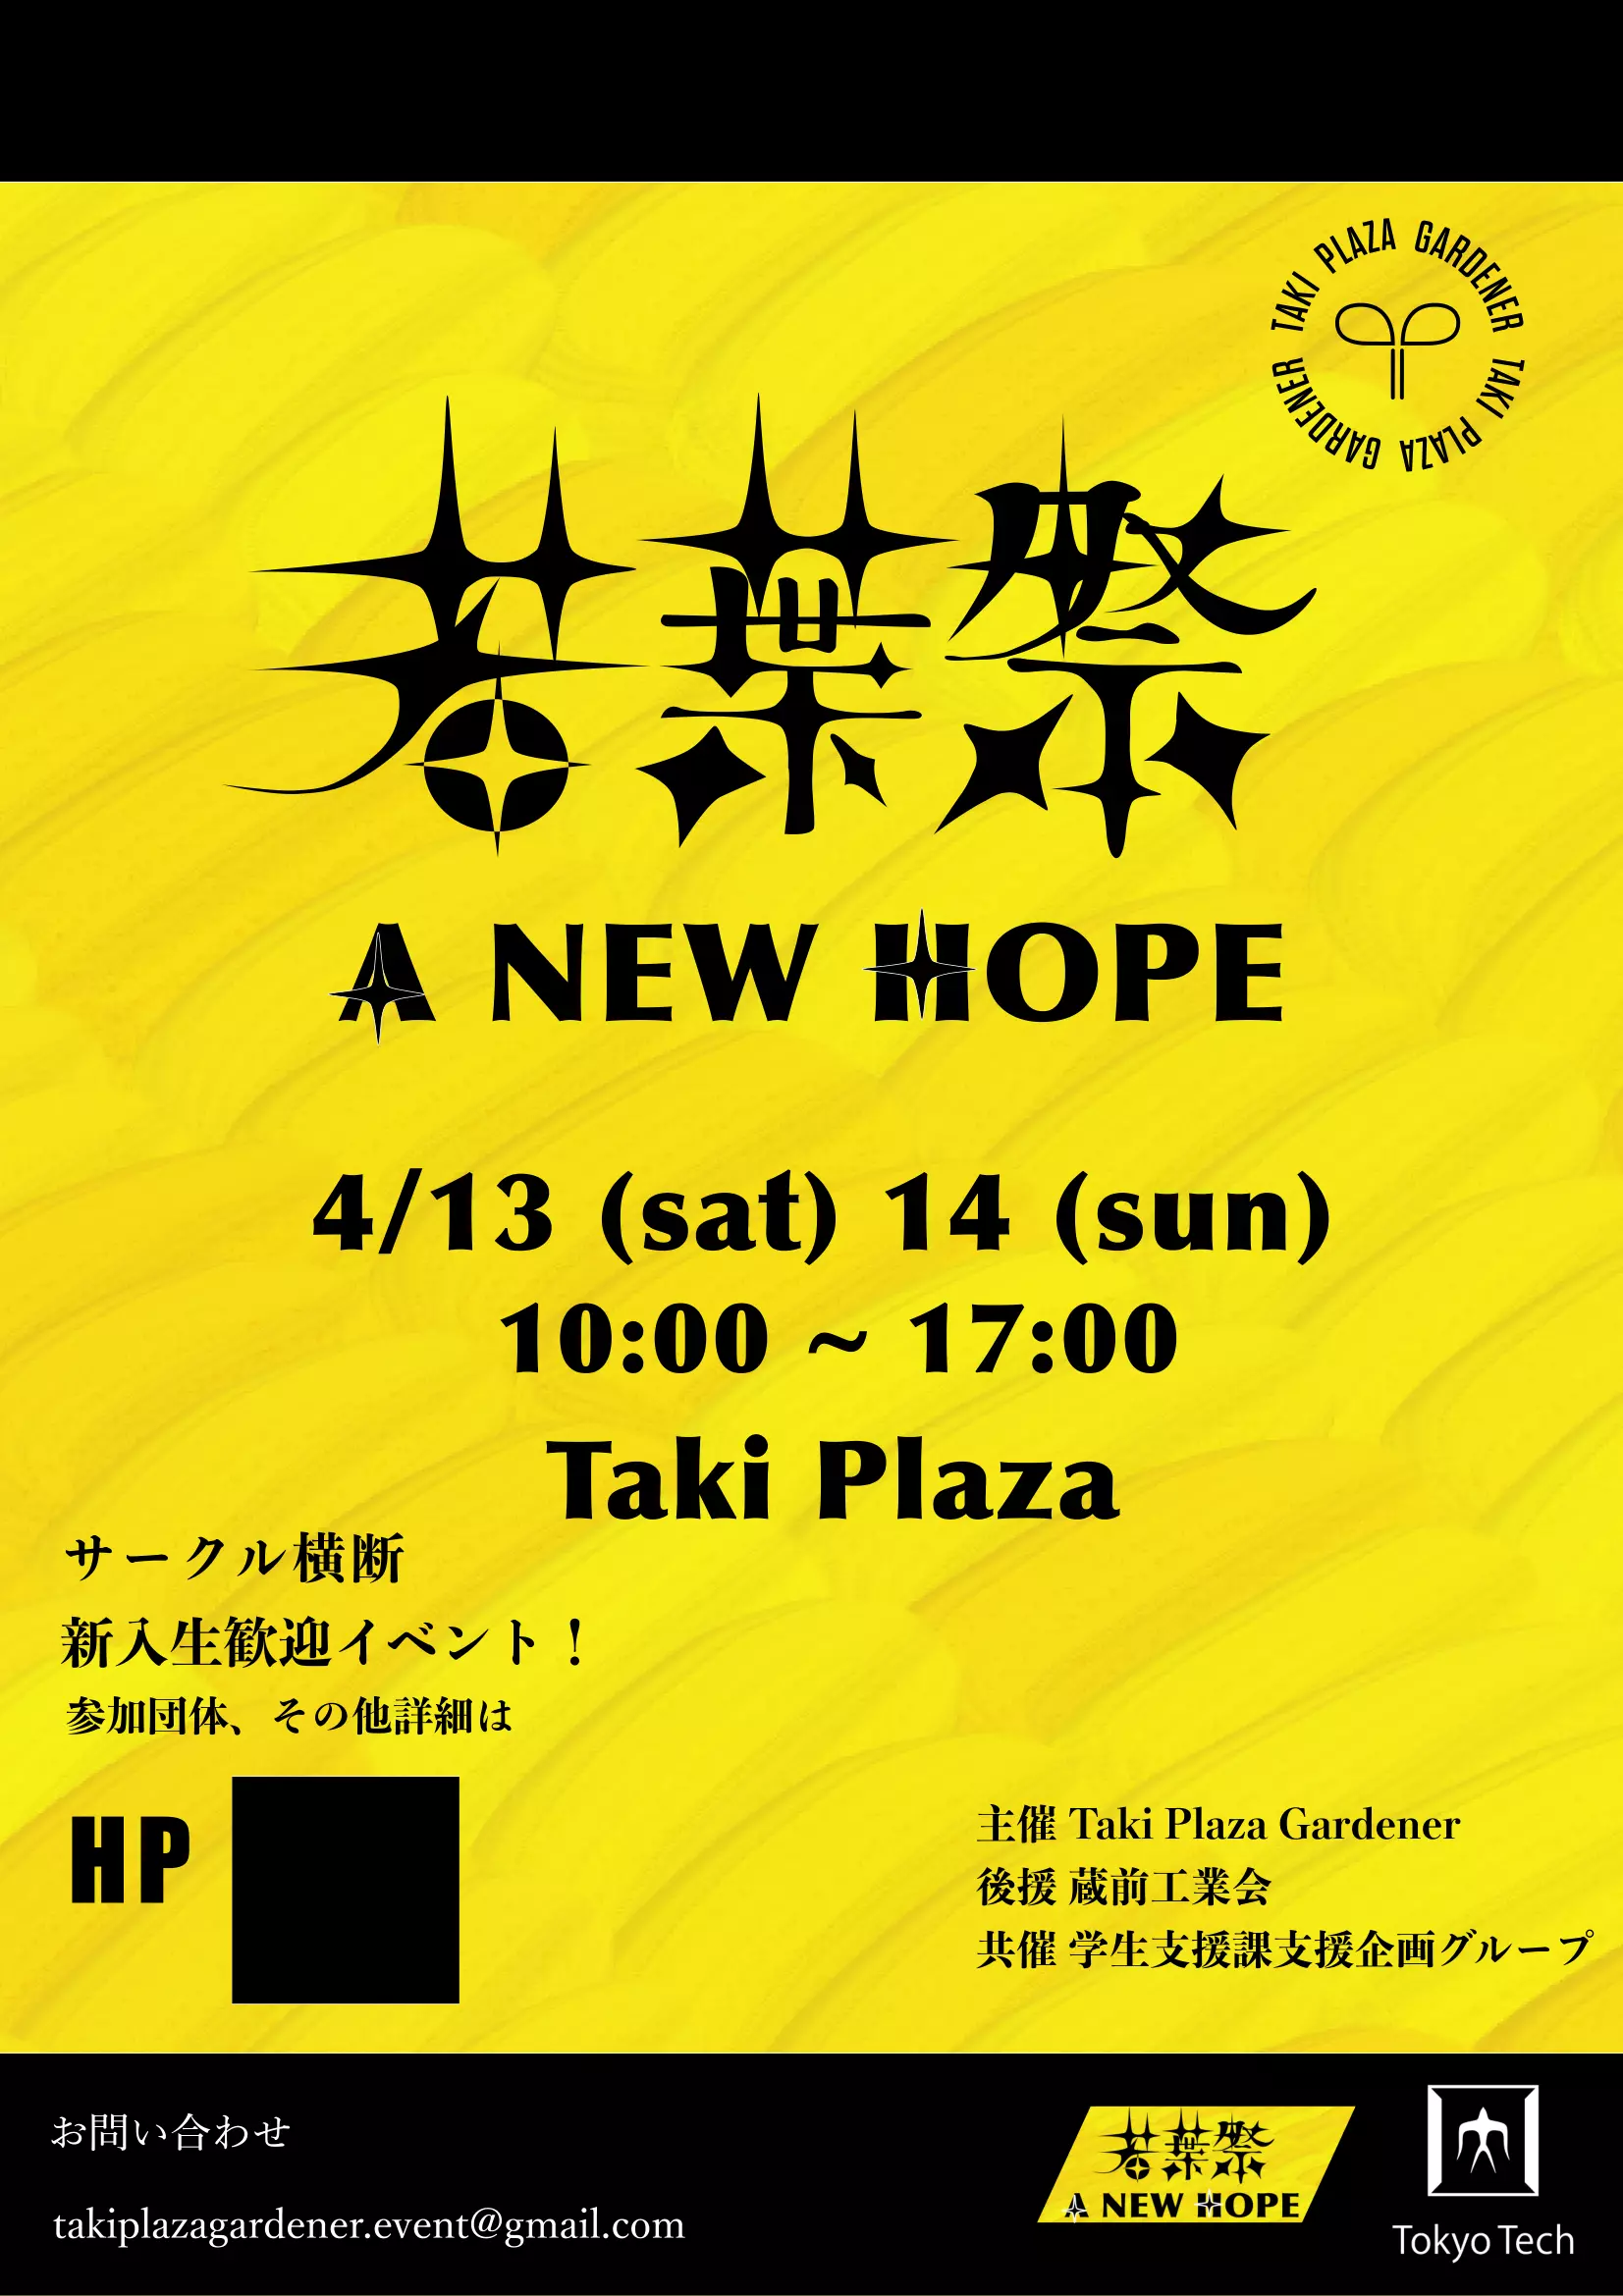 TAKI PLAZA GARDENER TAKI PLAZA GARDENER
若葉祭
A NEW HOPE
4/13 (sat) 14 (sun)
10:00 ~ 17:00
Taki Plaza
サークル横断
新入生歓迎イベント！
参加団体、その他詳細は
HP
主催 Taki Plaza Gardener
後援 蔵前工業会
共催 学生支援課支援企画グループ
お問い合わせ
takiplazagardener.event@gmail.com
若葉祭
A NEW HOPE
Tokyo Tech